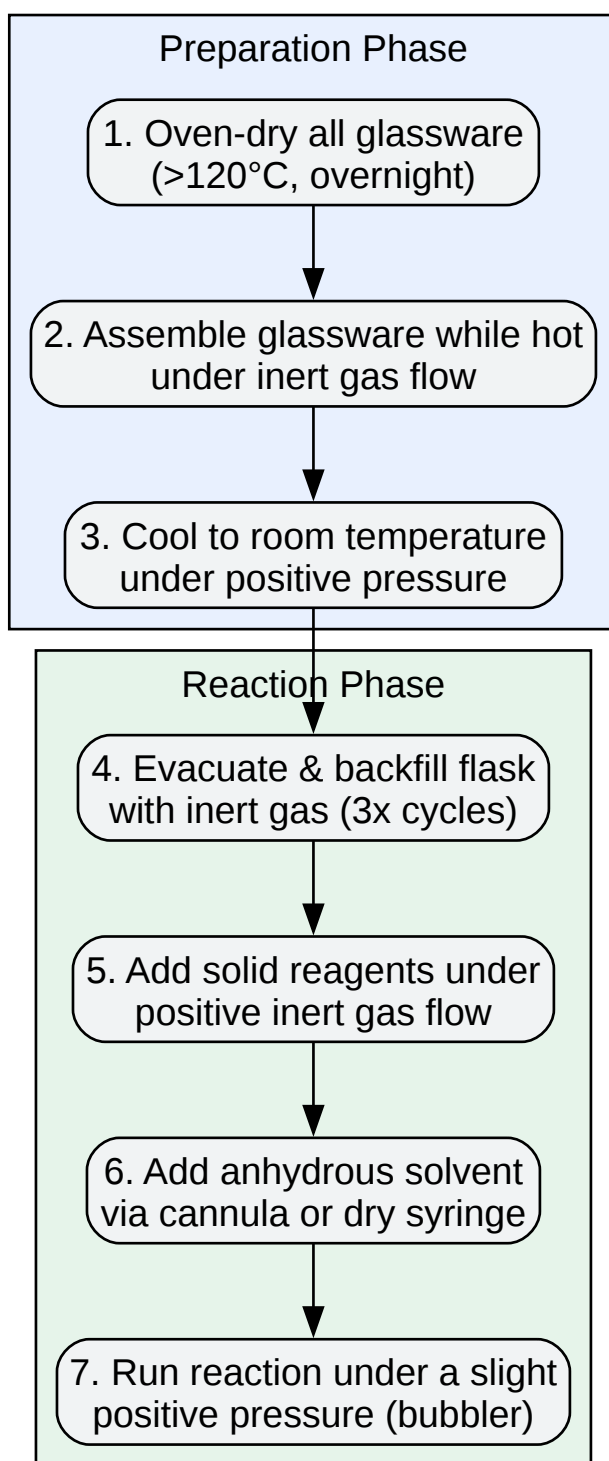 Preparation Phase
1. Oven-dry all glassware
(>120°C, overnight)
2. Assemble glassware while hot
under inert gas flow
3. Cool to room temperature
under positive pressure
Reaction Phase
4. Evacuate & backfill flask
with inert gas (3x cycles)
5. Add solid reagents under
positive inert gas flow
6. Add anhydrous solvent
via cannula or dry syringe
7. Run reaction under a slight
positive pressure (bubbler)